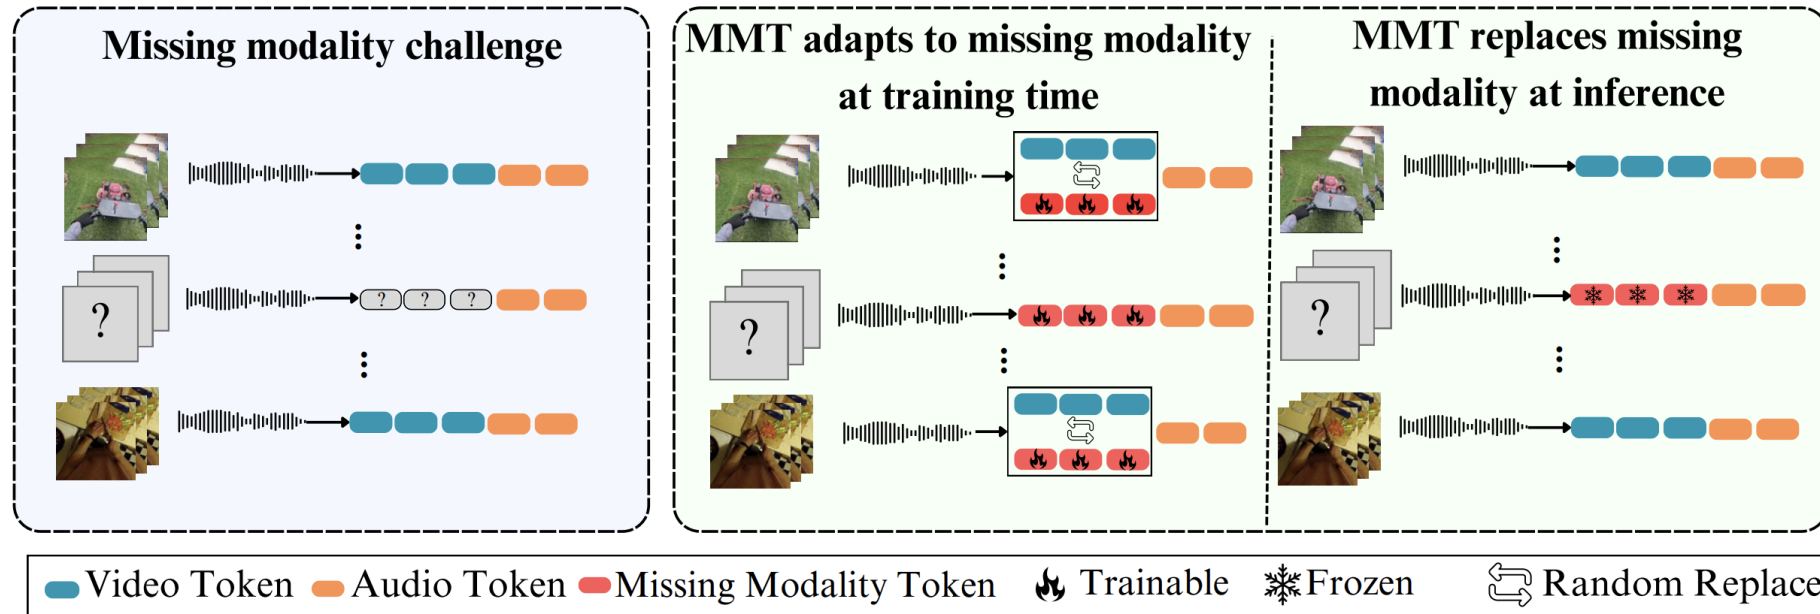 Missing modality challenge
?
? ? ?
MMT adapts to missing modality
at training time
?
MMT replaces missing
modality at inference
?
Video Token Audio Token Missing Modality Token Trainable Frozen Random Replace